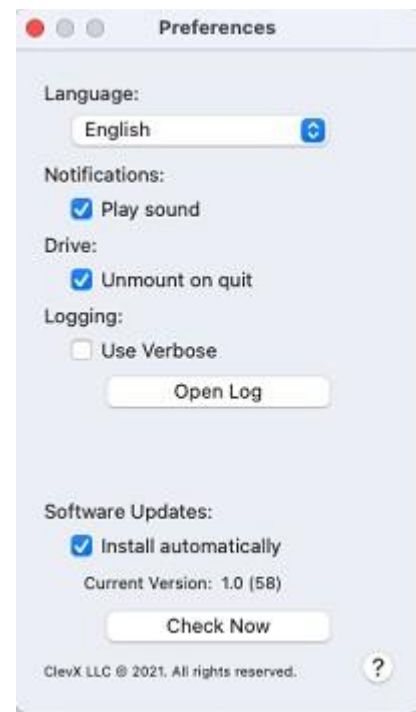 Preferences
Language:
English
Notifications:
Play sound
Drive:
Unmount on quit
Logging:
Use Verbose
Open Log
Software Updates:
Install automatically
Current Version: 1.0 (58)
Check Now
ClevX LLC © 2021. All rights reserved.
?